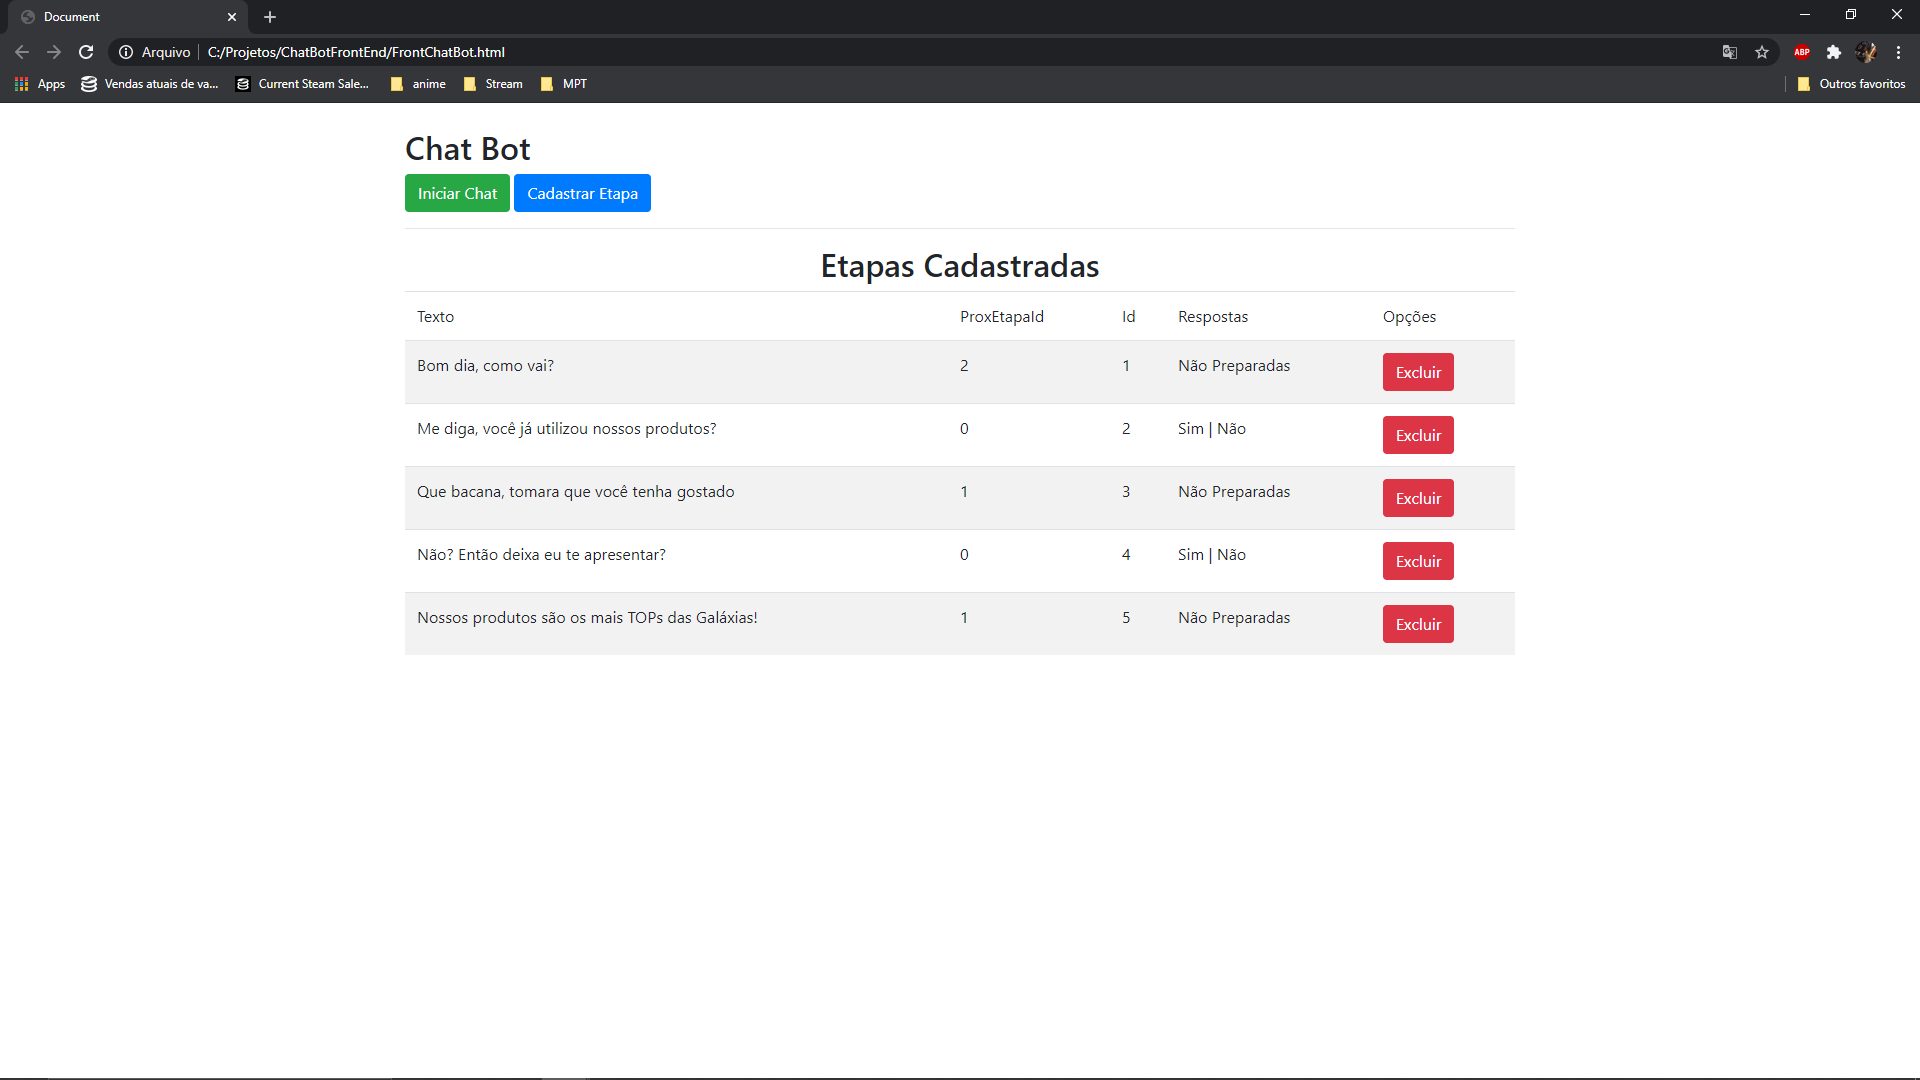 Document
Arquivo C:/Projetos/ChatBotFrontEnd/FrontChatBot.html
ABP
Apps Vendas atuais de va... Current Steam Sale... anime Stream MPT Outros favoritos
Chat Bot
Iniciar Chat Cadastrar Etapa
Etapas Cadastradas
Texto ProxEtapaId Id Respostas Opções
Bom dia, como vai? 2 1 Não Preparadas Excluir
Me diga, você já utilizou nossos produtos? 0 2 Sim | Não Excluir
Que bacana, tomara que você tenha gostado 1 3 Não Preparadas Excluir
Não? Então deixa eu te apresentar? 0 4 Sim | Não Excluir
Nossos produtos são os mais TOPs das Galáxias! 1 5 Não Preparadas Excluir